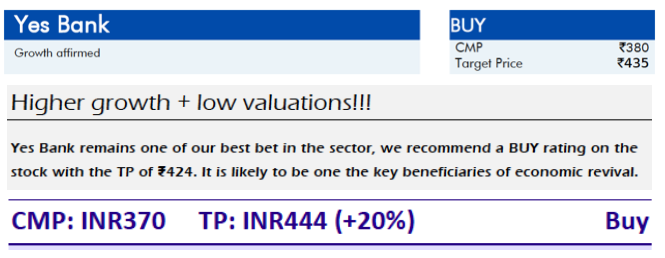 Yes Bank
BUY
Growth affirmed
CMP ₹380
Target Price ₹435
Higher growth + low valuations!!!
Yes Bank remains one of our best bet in the sector, we recommend a BUY rating on the
stock with the TP of ₹424. It is likely to be one the key beneficiaries of economic revival.
CMP: INR370 TP: INR444 (+20%) Buy